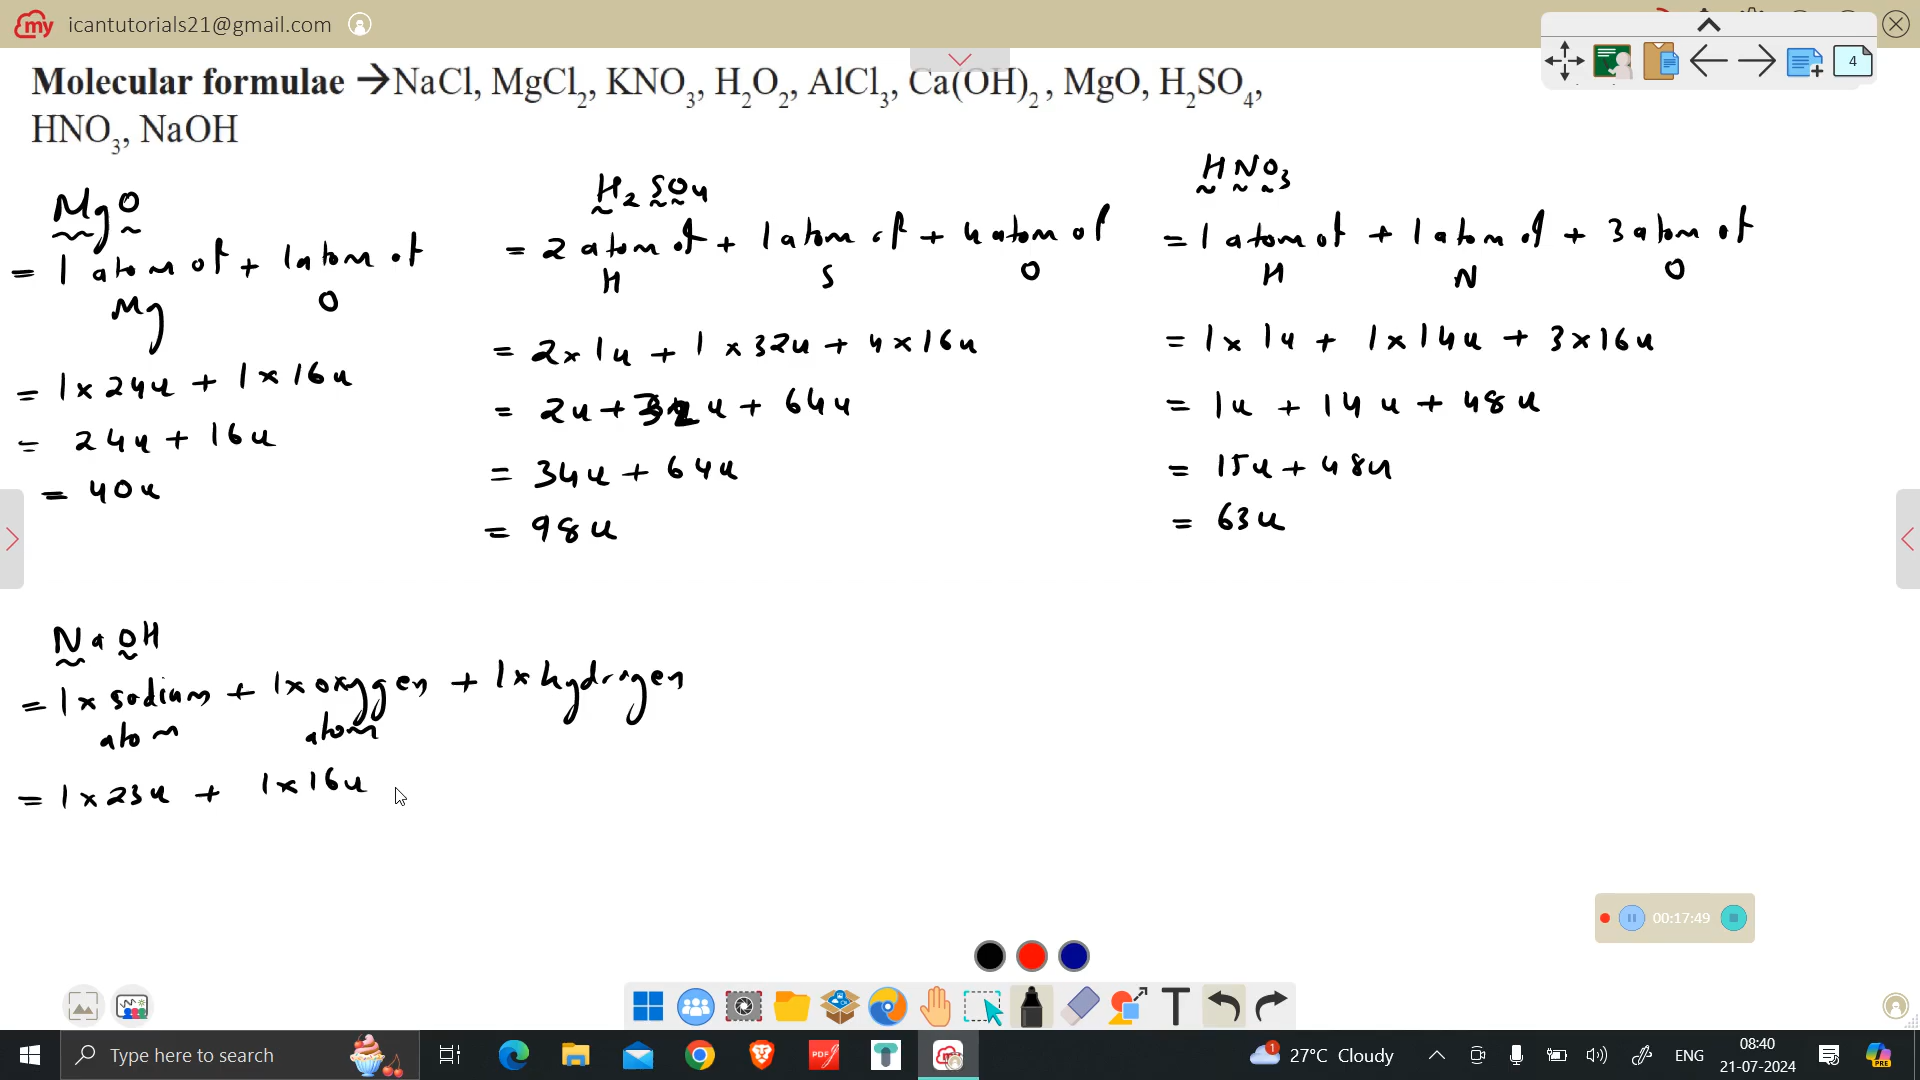 my icantutorials21@gmail.com
4
Molecular formulae →NaCl, MgCl₂, KNO₃, H₂O₂, AlCl₃, Ca(OH)₂ , MgO, H₂SO₄,
HNO₃, NaOH
MgO
= 1 atom of + 1 atom of
Mg O
= 1 × 24u + 1 × 16u
= 24u + 16u
= 40u
H₂SO₄
= 2 atom of + 1 atom of + 4 atom of
H S O
= 2 × 1u + 1 × 32u + 4 × 16u
= 2u + 32u + 64u
= 34u + 64u
= 98u
HNO₃
= 1 atom of + 1 atom of + 3 atom of
H N O
= 1 × 1u + 1 × 14u + 3 × 16u
= 1u + 14u + 48u
= 15u + 48u
= 63u
NaOH
= 1 × sodium + 1 × oxygen + 1 × hydrogen
atom atom
= 1 × 23u + 1 × 16u
00:17:49
T
Type here to search
PDF
T
1
27°C Cloudy
ENG
08:40
21-07-2024
PRE